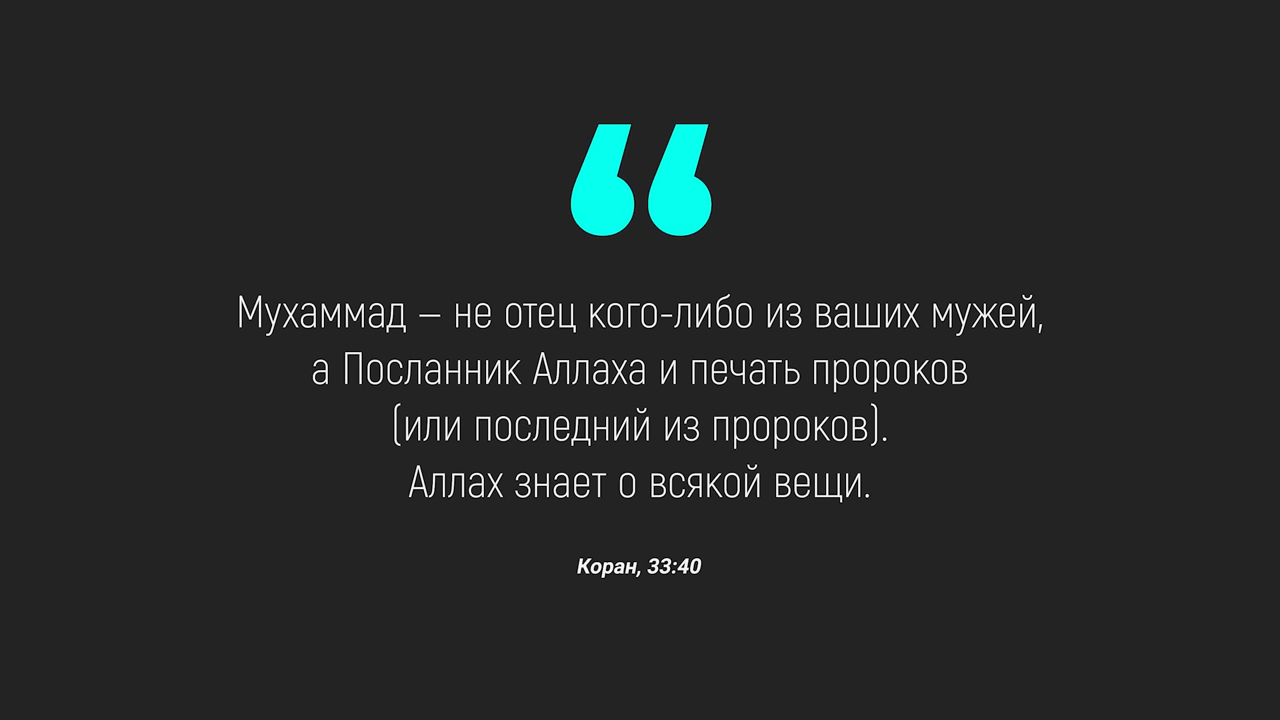 “
Мухаммад – не отец кого-либо из ваших мужей,
а Посланник Аллаха и печать пророков
(или последний из пророков).
Аллах знает о всякой вещи.
Коран, 33:40